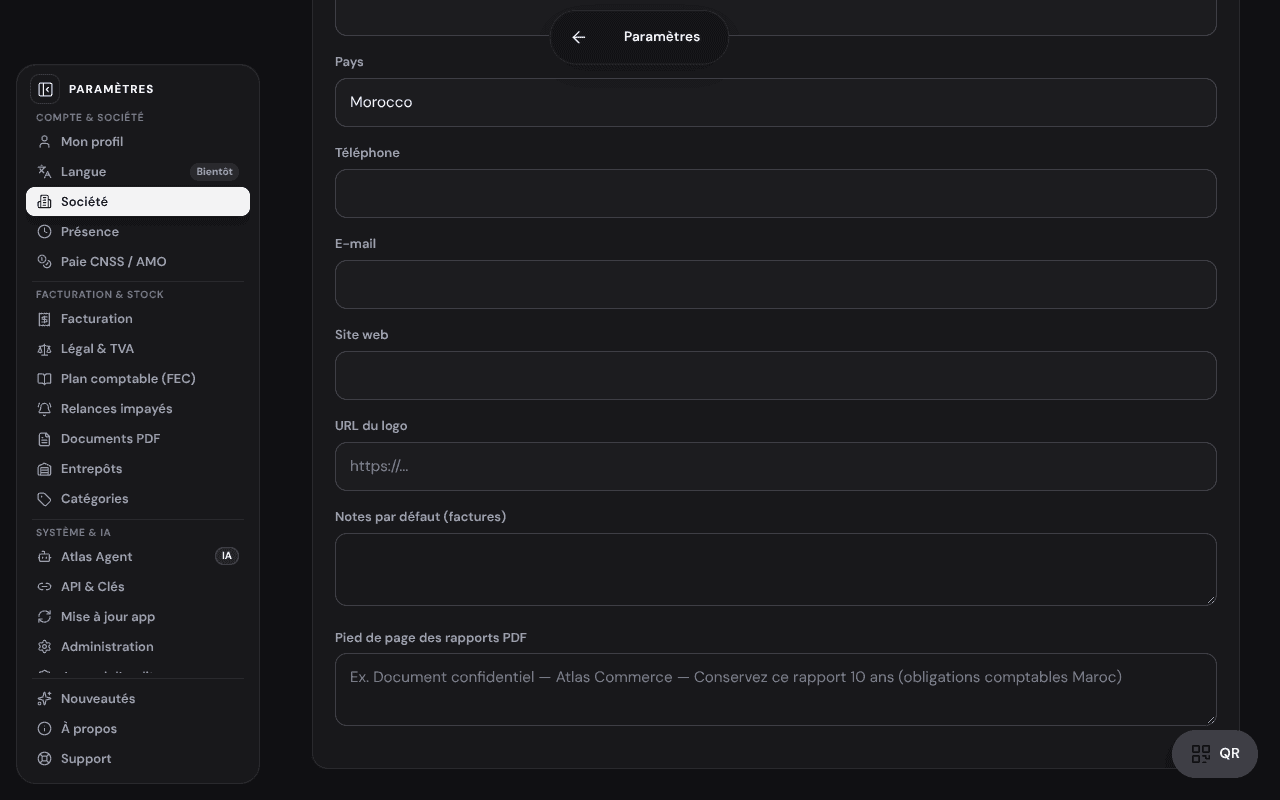 Paramètres
PARAMÈTRES
COMPTE & SOCIÉTÉ
Mon profil
Langue Bientôt
Société
Présence
Paie CNSS / AMO
FACTURATION & STOCK
Facturation
Légal & TVA
Plan comptable (FEC)
Relances impayés
Documents PDF
Entrepôts
Catégories
SYSTÈME & IA
Atlas Agent IA
API & Clés
Mise à jour app
Administration
Nouveautés
À propos
Support
Pays
Morocco
Téléphone
E-mail
Site web
URL du logo
https://...
Notes par défaut (factures)
Pied de page des rapports PDF
Ex. Document confidentiel — Atlas Commerce — Conservez ce rapport 10 ans (obligations comptables Maroc)
QR